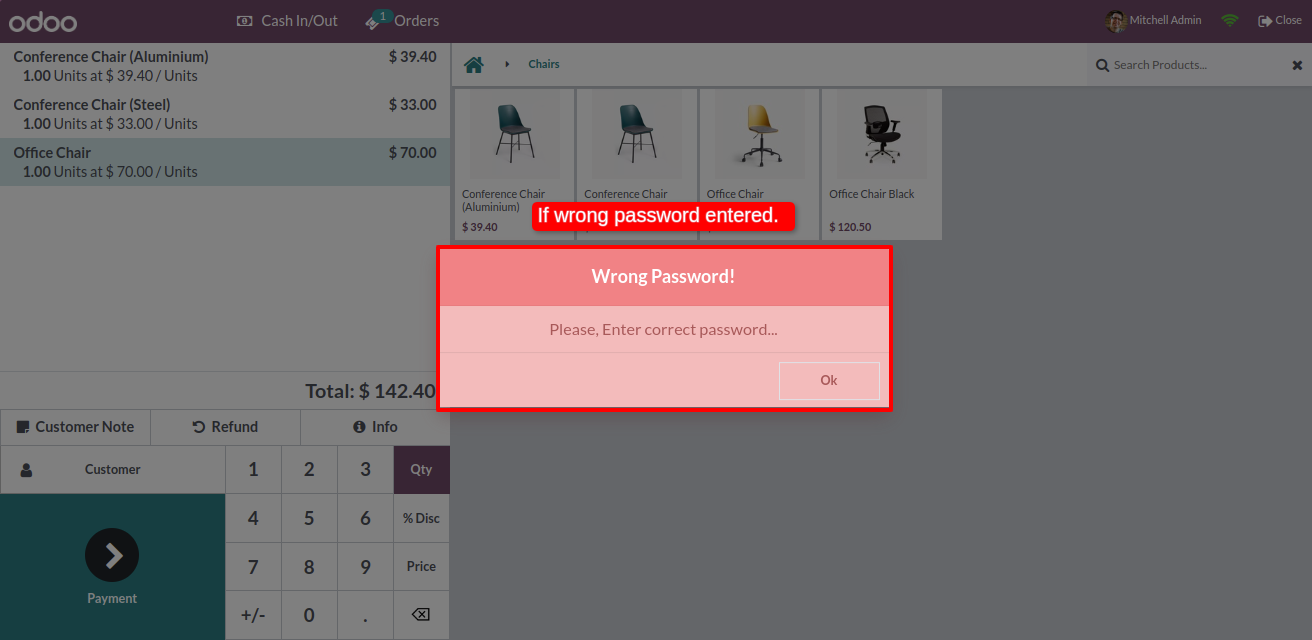 odoo
Cash In/Out
1
Orders
Mitchell Admin
Close
Conference Chair (Aluminium) $ 39.40
1.00 Units at $ 39.40 / Units
Conference Chair (Steel) $ 33.00
1.00 Units at $ 33.00 / Units
Office Chair $ 70.00
1.00 Units at $ 70.00 / Units
Chairs
Search Products...
Conference Chair
(Aluminium)
$ 39.40
Conference Chair
Office Chair
Office Chair Black
$ 120.50
If wrong password entered.
Wrong Password!
Please, Enter correct password...
Ok
Total: $ 142.40
Customer Note
Refund
Info
Customer
1 2 3 Qty
4 5 6 % Disc
7 8 9 Price
+/- 0 .
Payment